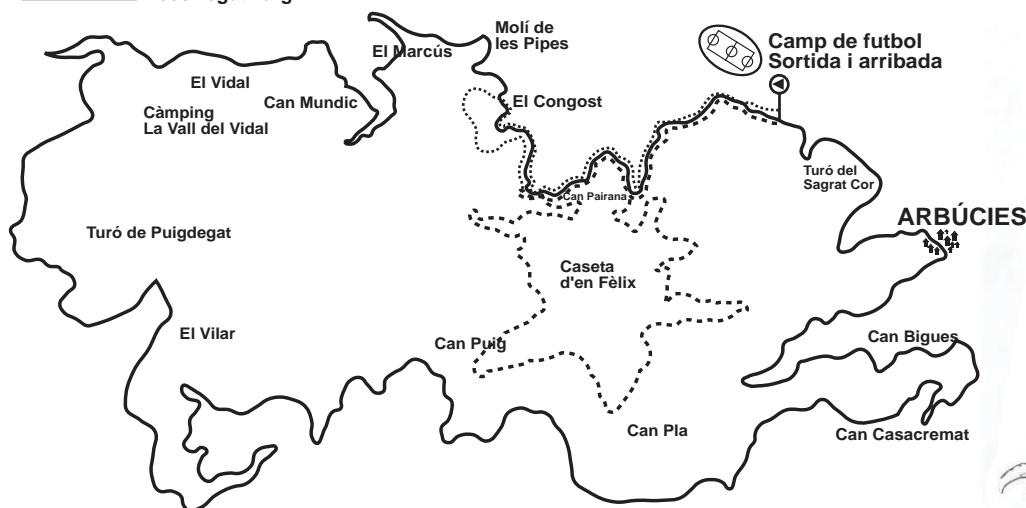 Molí de
les Pipes
El Marcús
Camp de futbol
Sortida i arribada
El Vidal
Can Mundic
El Congost
Càmping
La Vall del Vidal
Turó del
Sagrat Cor
Can Pairana
ARBÚCIES
Turó de Puigdegat
Caseta
d'en Fèlix
El Vilar
Can Puig
Can Bigues
Can Pla
Can Casacremat